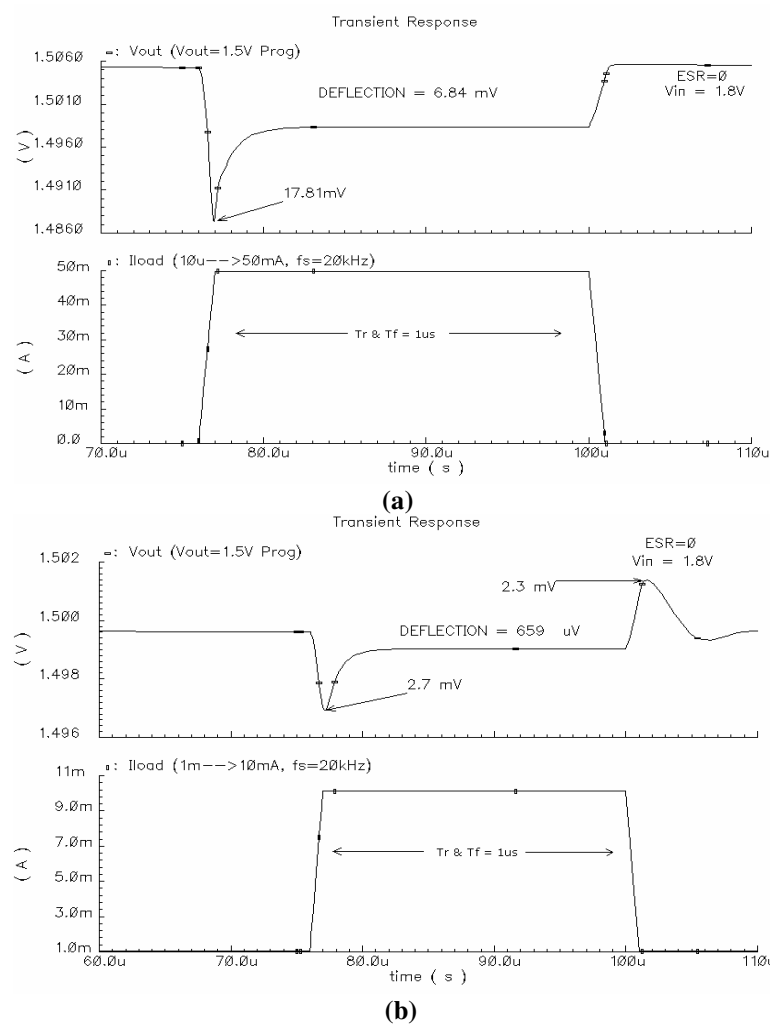 Transient Response
▭: Vout (Vout=1.5V Prog)
1.5060
1.5010
1.4960
1.4910
1.4860
( V )
DEFLECTION = 6.84 mV
ESR=0
Vin = 1.8V
17.81mV
▯: Iload (10u-->50mA, fs=20kHz)
50m
40m
30m
20m
10m
0.0
( A )
Tr & Tf = 1us
70.0u 80.0u 90.0u 100u 110u
time ( s )
(a)
Transient Response
▭: Vout (Vout=1.5V Prog)
1.502
1.500
1.498
1.496
( V )
ESR=0
Vin = 1.8V
2.3 mV
DEFLECTION = 659 uV
2.7 mV
▯: Iload (1m-->10mA, fs=20kHz)
11m
9.0m
7.0m
5.0m
3.0m
1.0m
( A )
Tr & Tf = 1us
60.0u 70.0u 80.0u 90.0u 100u 110u
time ( s )
(b)